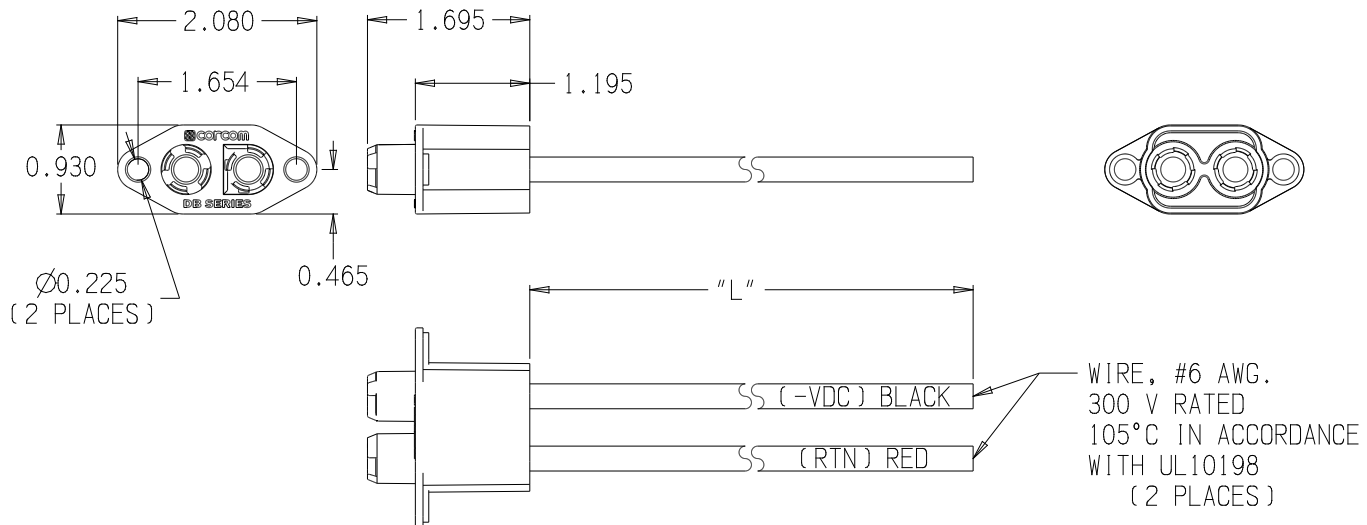 2.080
1.695
1.654
1.195
corcom
0.930
DB SERIES
0.465
Ø0.225
(2 PLACES)
"L"
(-VDC) BLACK
(RTN) RED
WIRE, #6 AWG.
300 V RATED
105°C IN ACCORDANCE
WITH UL10198
(2 PLACES)